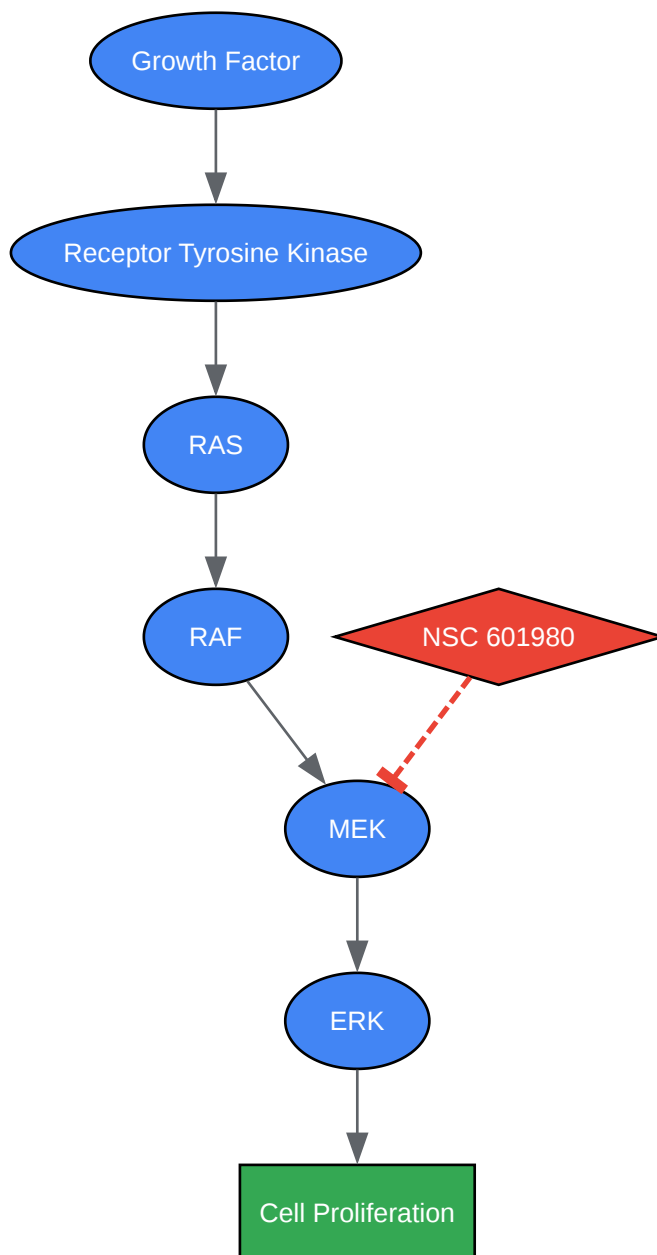 Growth Factor
Receptor Tyrosine Kinase
RAS
RAF
NSC 601980
MEK
ERK
Cell Proliferation